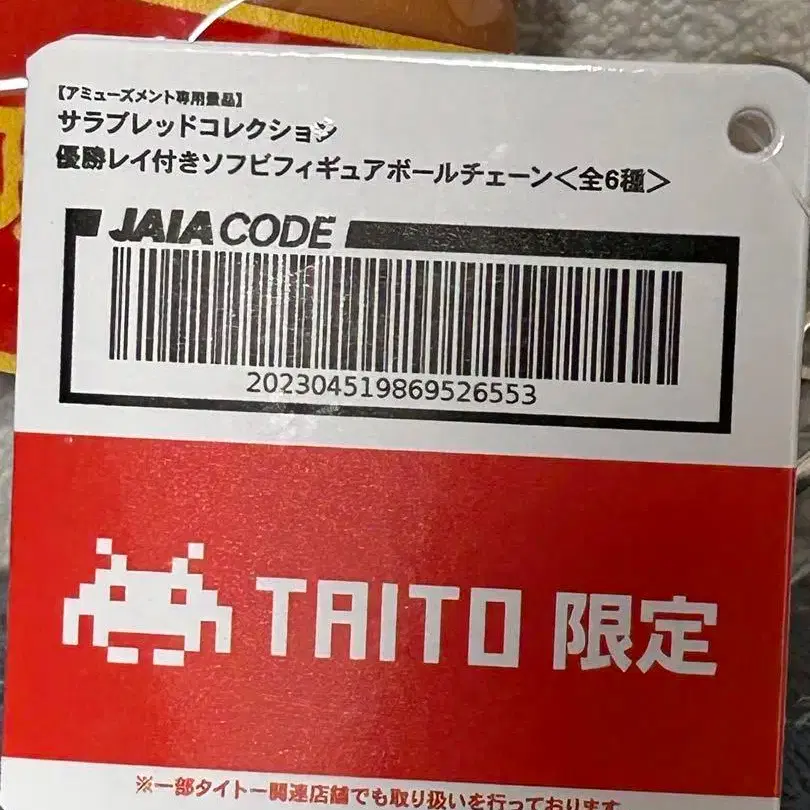 【アミューズメント専用景品】
サラブレッドコレクション
優勝レイ付きソフビフィギュアボールチェーン＜全6種＞
JAIA CODE
202304519869526553
TAITO 限定
※一部タイトー関連店舗でも取り扱いを行っております